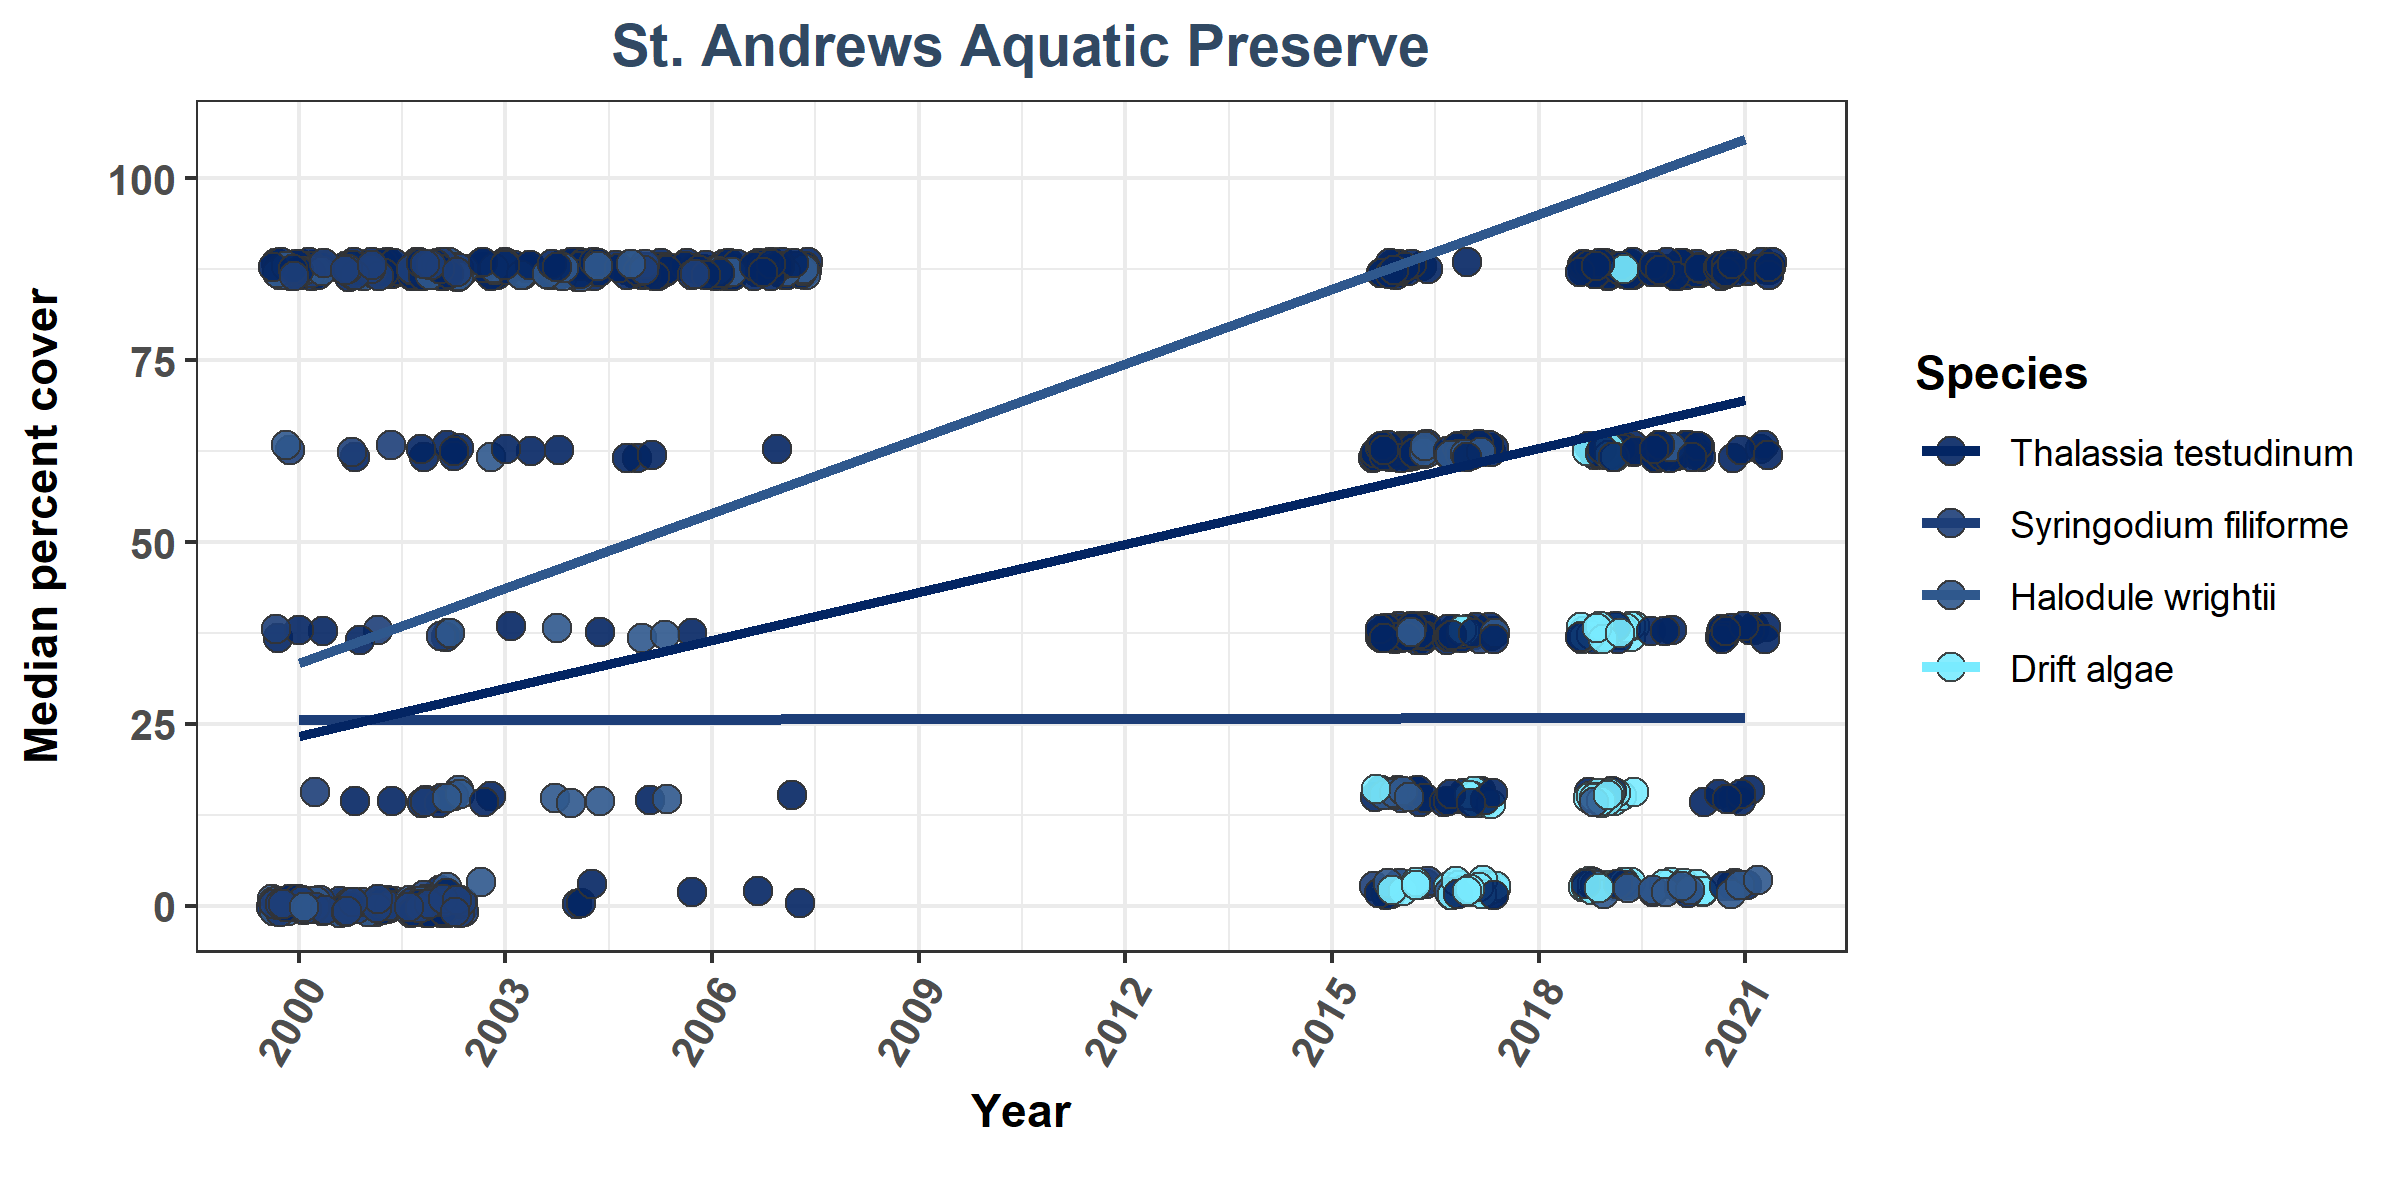 St. Andrews Aquatic Preserve
Median percent cover
100
75
50
25
0
2000
2003
2006
2009
2012
2015
2018
2021
Year
Species
Thalassia testudinum
Syringodium filiforme
Halodule wrightii
Drift algae